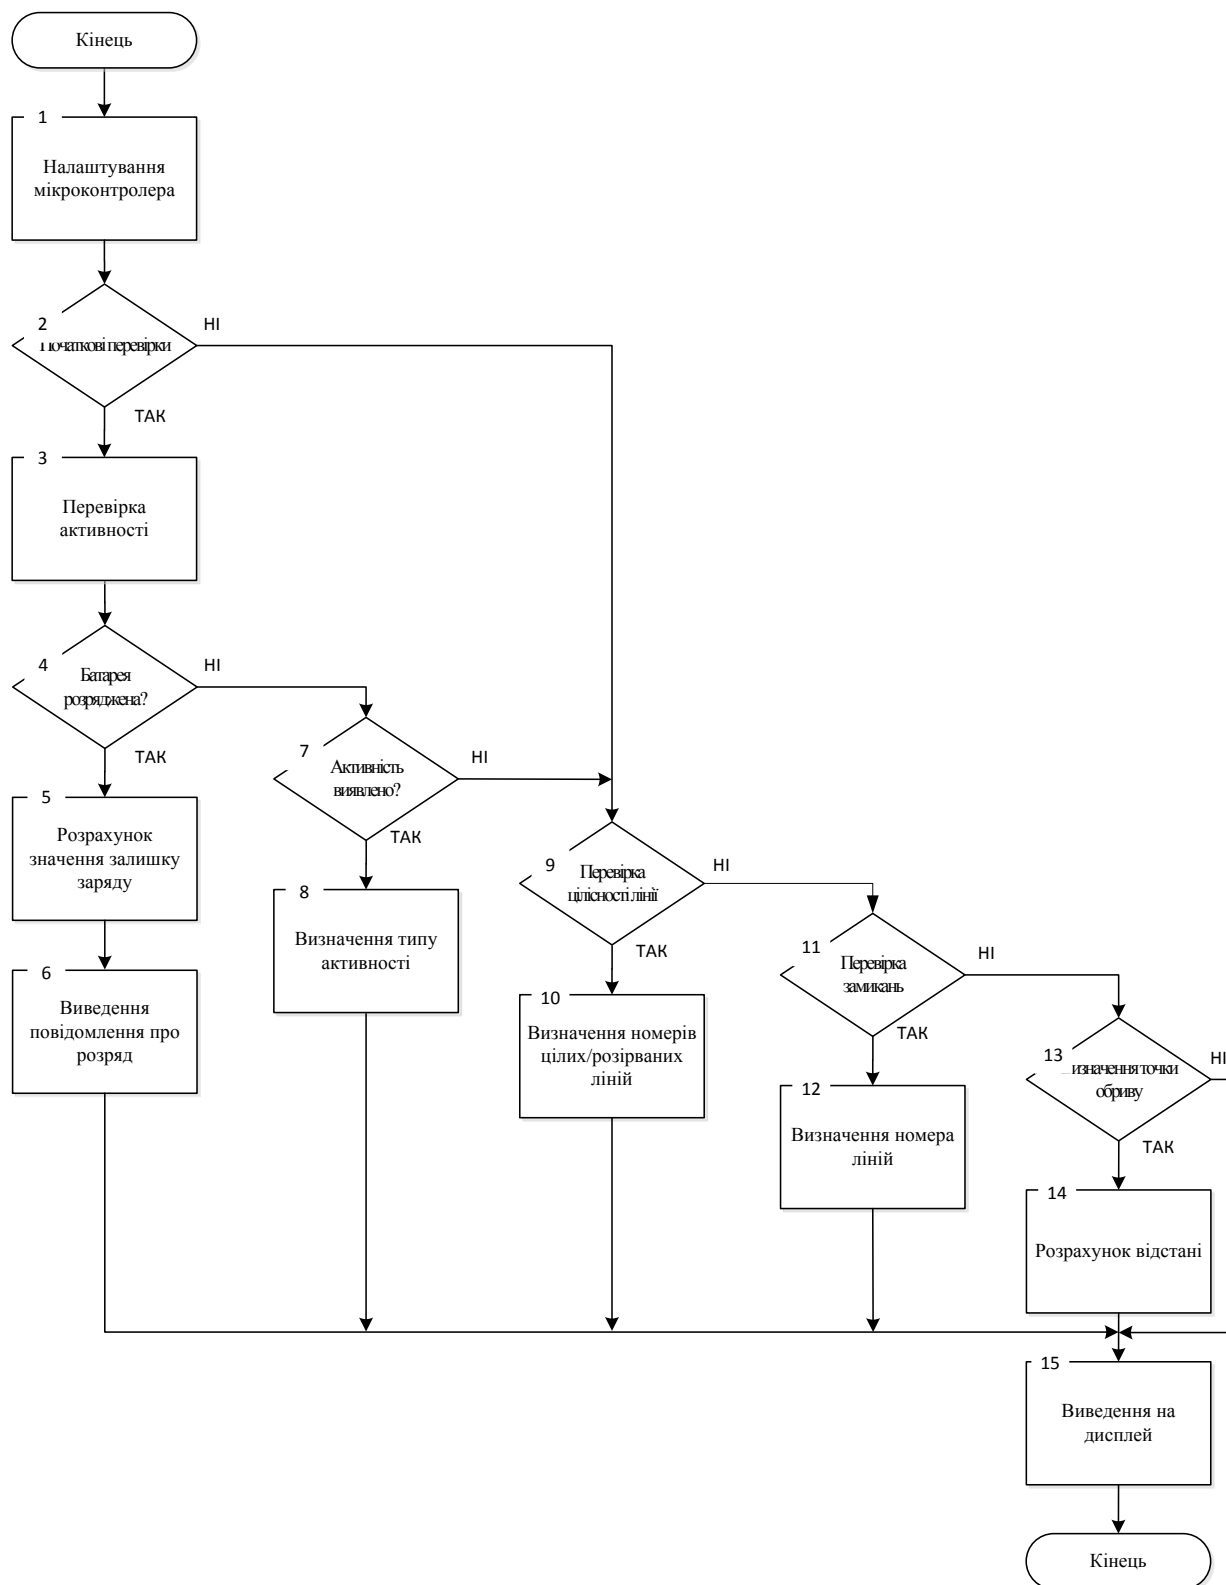 Кінець
1
Налаштування
мікроконтролера
2
НІ
Початкові перевірки
ТАК
3
Перевірка
активності
4
Батарея
розряджена?
НІ
ТАК
7
Активність
виявлено?
НІ
ТАК
5
Розрахунок
значення залишку
заряду
9
Перевірка
цілісності лінії
НІ
ТАК
8
Визначення типу
активності
6
Виведення
повідомлення про
розряд
11
Перевірка
замикань
НІ
ТАК
10
Визначення номерів
цілих/розірваних
ліній
13
обриву
НІ
ТАК
12
Визначення номера
ліній
14
Розрахунок відстані
15
Виведення на
дисплей
Кінець